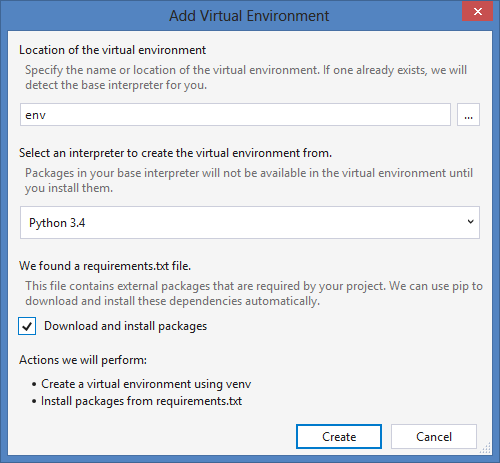 Add Virtual Environment
Location of the virtual environment
Specify the name or location of the virtual environment. If one already exists, we will
detect the base interpreter for you.
env
...
Select an interpreter to create the virtual environment from.
Packages in your base interpreter will not be available in the virtual environment until
you install them.
Python 3.4
We found a requirements.txt file.
This file contains external packages that are required by your project. We can use pip to
download and install these dependencies automatically.
Download and install packages
Actions we will perform:
• Create a virtual environment using venv
• Install packages from requirements.txt
Create
Cancel